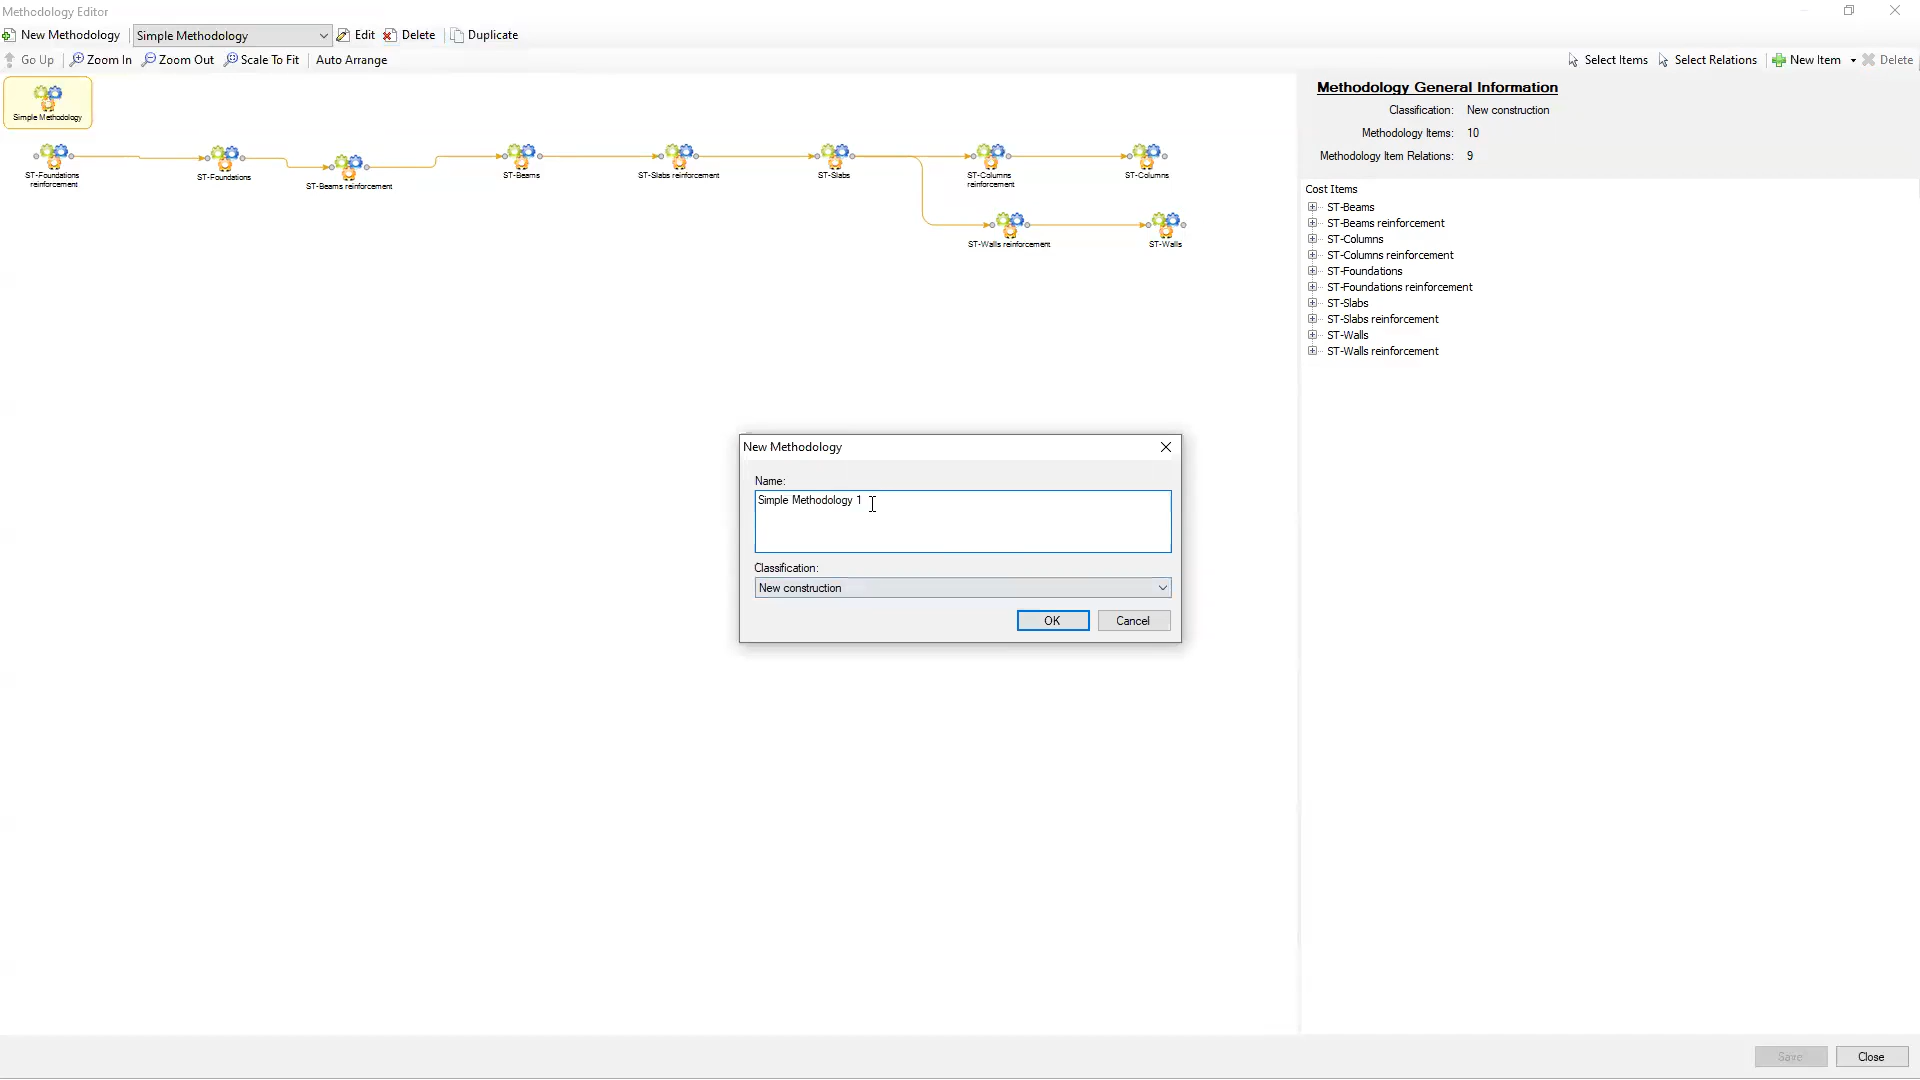 Methodology Editor
New Methodology Simple Methodology Edit Delete Duplicate
Go Up Zoom In Zoom Out Scale To Fit Auto Arrange Select Items Select Relations New Item Delete
Simple Methodology
ST-Foundations
reinforcement
ST-Foundations
ST-Beams reinforcement
ST-Beams
ST-Slabs reinforcement
ST-Slabs
ST-Columns
reinforcement
ST-Columns
ST-Walls reinforcement
ST-Walls
Methodology General Information
Classification: New construction
Methodology Items: 10
Methodology Item Relations: 9
Cost Items
ST-Beams
ST-Beams reinforcement
ST-Columns
ST-Columns reinforcement
ST-Foundations
ST-Foundations reinforcement
ST-Slabs
ST-Slabs reinforcement
ST-Walls
ST-Walls reinforcement
New Methodology
Name:
Simple Methodology 1
Classification:
New construction
OK Cancel
Save Close